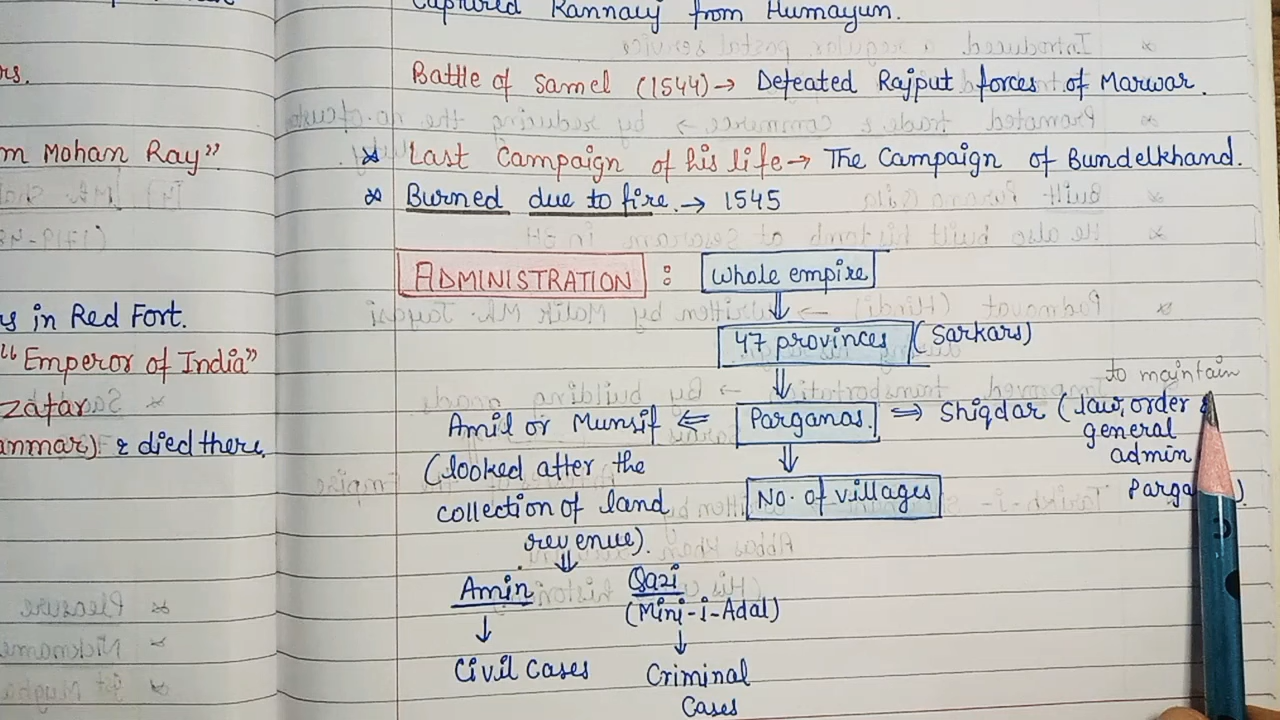 Captured Kannauj from Humayun.
Battle of Samel (1544) → Defeated Rajput forces of Marwar.
* Last Campaign of his life → The Campaign of Bundelkhand.
* Burned due to fire. → 1545
ADMINISTRATION : Whole empire
47 provinces (Sarkars)
Amil or Munsif ⇐ Parganas. ⇒ Shiqdar (law, order
to maintain
general
admin
(looked after the
collection of land
revenue).
No. of villages
Amin
Qazi
(Mini-i-Adal)
Civil Cases
Criminal
Cases
rs.
m Mohan Ray"
s in Red Fort.
"Emperor of India"
zafar
ammar) & died there.